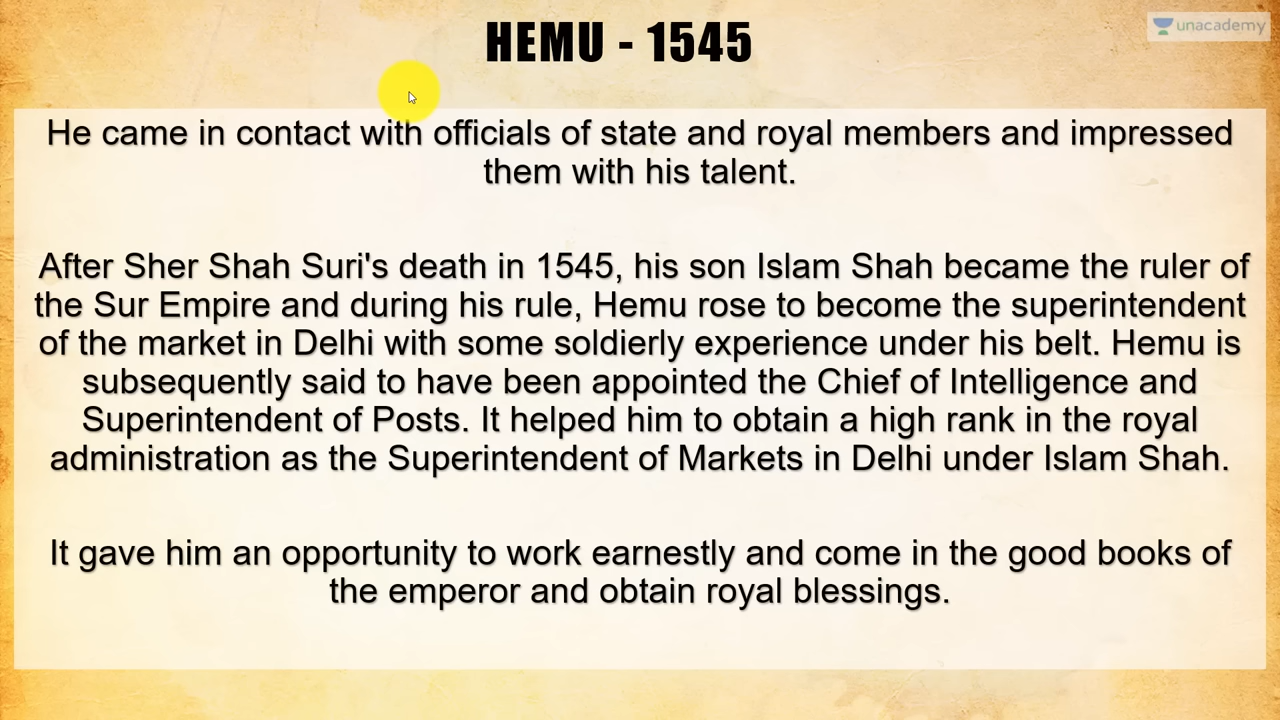 HEMU - 1545
unacademy
He came in contact with officials of state and royal members and impressed
them with his talent.
After Sher Shah Suri's death in 1545, his son Islam Shah became the ruler of
the Sur Empire and during his rule, Hemu rose to become the superintendent
of the market in Delhi with some soldierly experience under his belt. Hemu is
subsequently said to have been appointed the Chief of Intelligence and
Superintendent of Posts. It helped him to obtain a high rank in the royal
administration as the Superintendent of Markets in Delhi under Islam Shah.
It gave him an opportunity to work earnestly and come in the good books of
the emperor and obtain royal blessings.